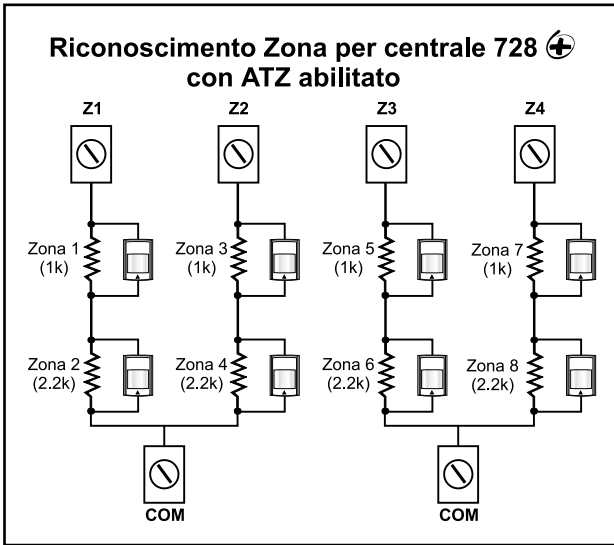 Riconoscimento Zona per centrale 728
con ATZ abilitato
Z1 Z2 Z3 Z4
Zona 1 Zona 3 Zona 5 Zona 7
(1k) (1k) (1k) (1k)
Zona 2 Zona 4 Zona 6 Zona 8
(2.2k) (2.2k) (2.2k) (2.2k)
COM COM